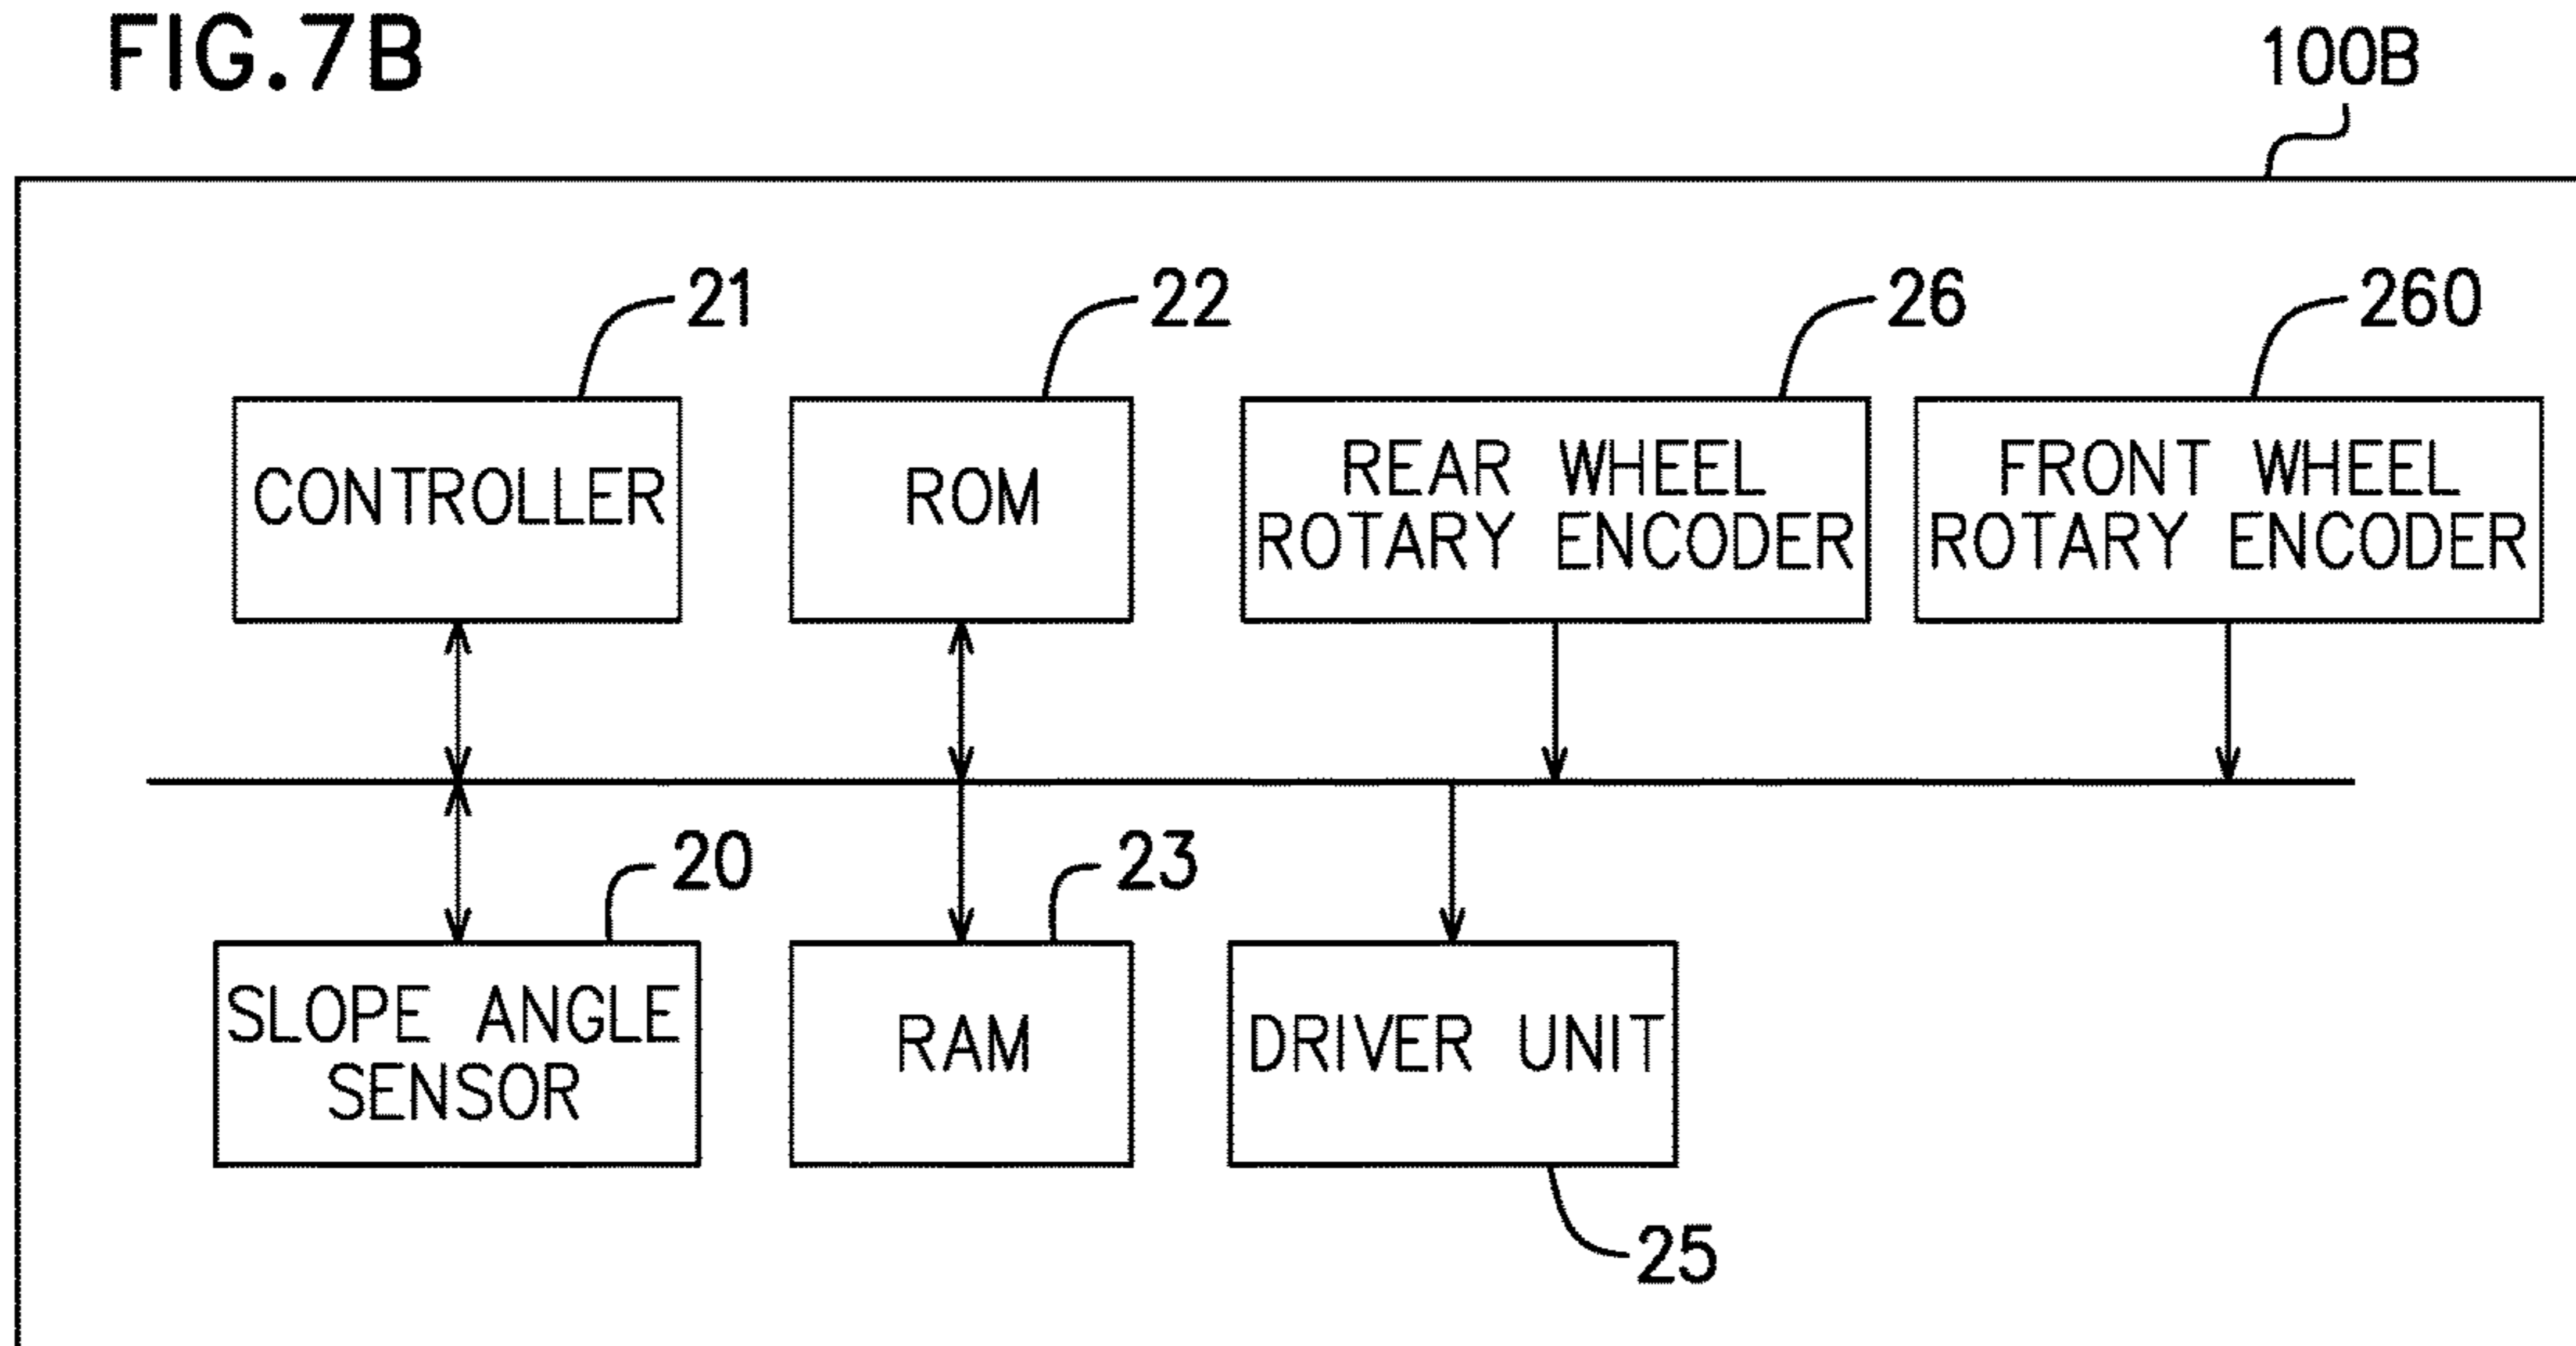 FIG.7B
100B
21
22
26
260
CONTROLLER
ROM
REAR WHEEL
ROTARY ENCODER
FRONT WHEEL
ROTARY ENCODER
20
23
SLOPE ANGLE
SENSOR
RAM
DRIVER UNIT
25